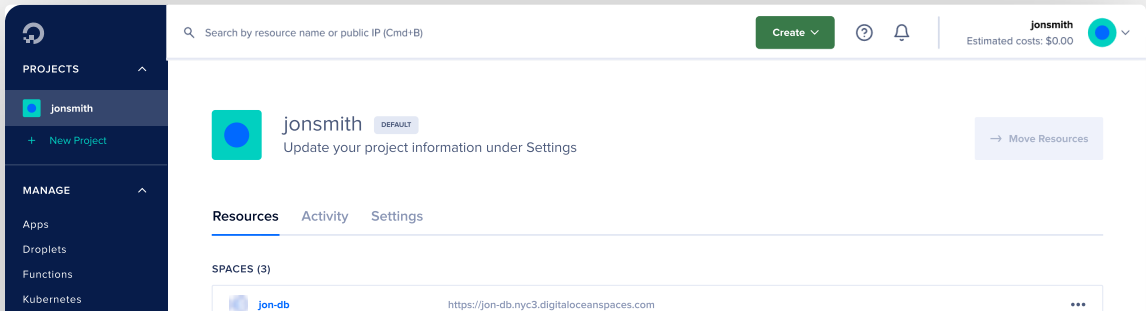 PROJECTS
jonsmith
+ New Project
MANAGE
Apps
Droplets
Functions
Kubernetes
Search by resource name or public IP (Cmd+B)
Create
jonsmith
Estimated costs: $0.00
jonsmith DEFAULT
Update your project information under Settings
→ Move Resources
Resources Activity Settings
SPACES (3)
jon-db https://jon-db.nyc3.digitaloceanspaces.com